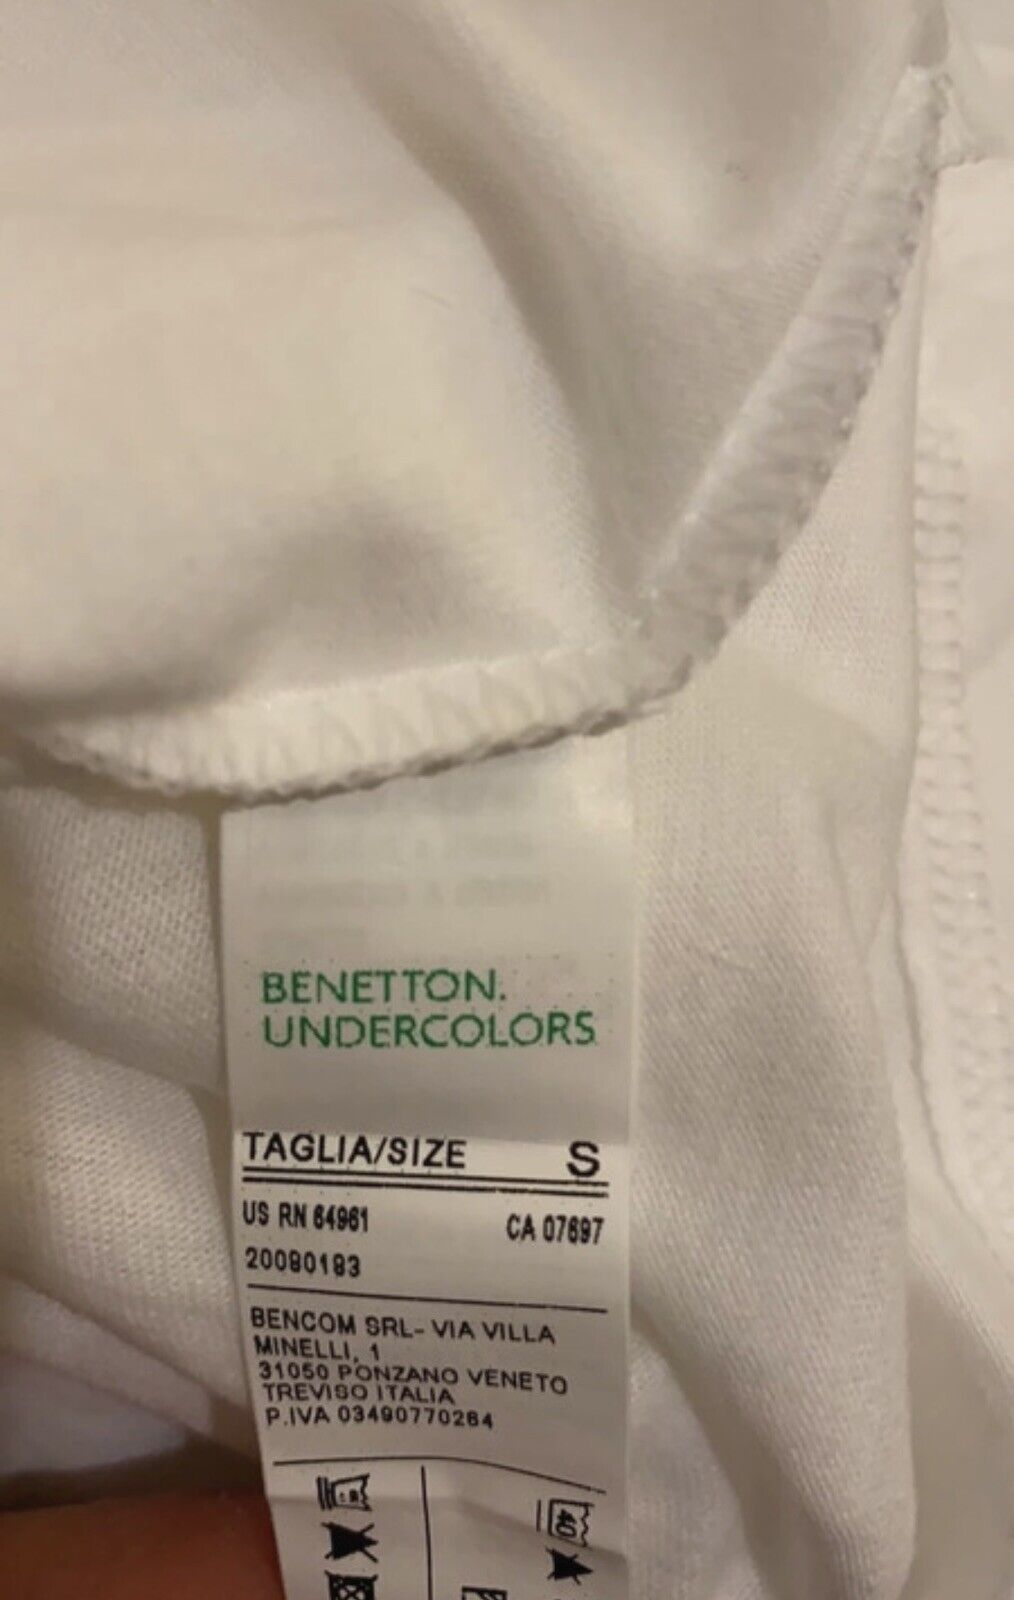 BENETTON.
UNDERCOLORS
TAGLIA/SIZE S
US RN 64961 CA 07697
20080183
BENCOM SRL- VIA VILLA
MINELLI, 1
31050 PONZANO VENETO
TREVISO ITALIA
P.IVA 03490770264
40